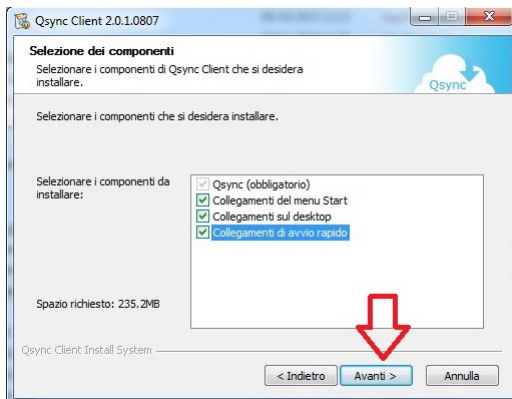 Qsync Client 2.0.1.0807
Selezione dei componenti
Selezionare i componenti di Qsync Client che si desidera
installare.
Qsync
Selezionare i componenti che si desidera installare.
Selezionare i componenti da
installare:
Qsync (obbligatorio)
Collegamenti del menu Start
Collegamenti sul desktop
Collegamenti di avvio rapido
Spazio richiesto: 235.2MB
Qsync Client Install System
< Indietro
Avanti >
Annulla